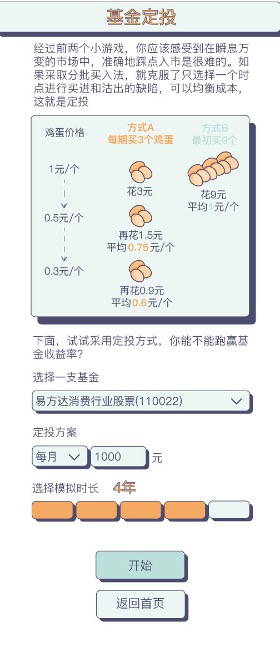 基金定投
经过前两个小游戏，你应该感受到在瞬息万
变的市场中，准确地踩点入市是很难的。如
果采取分批买入法，就克服了只选择一个时
点进行买进和沽出的缺陷，可以均衡成本，
这就是定投
鸡蛋价格
方式A
每期买3个鸡蛋
方式B
最初买9个
1元/个
花3元
花9元
平均1元/个
0.5元/个
再花1.5元
平均0.75元/个
0.3元/个
再花0.9元
平均0.6元/个
下面，试试采用定投方式，你能不能跑赢基
金收益率？
选择一支基金
易方达消费行业股票(110022)
定投方案
每月
1000
元
选择模拟时长 4年
开始
返回首页